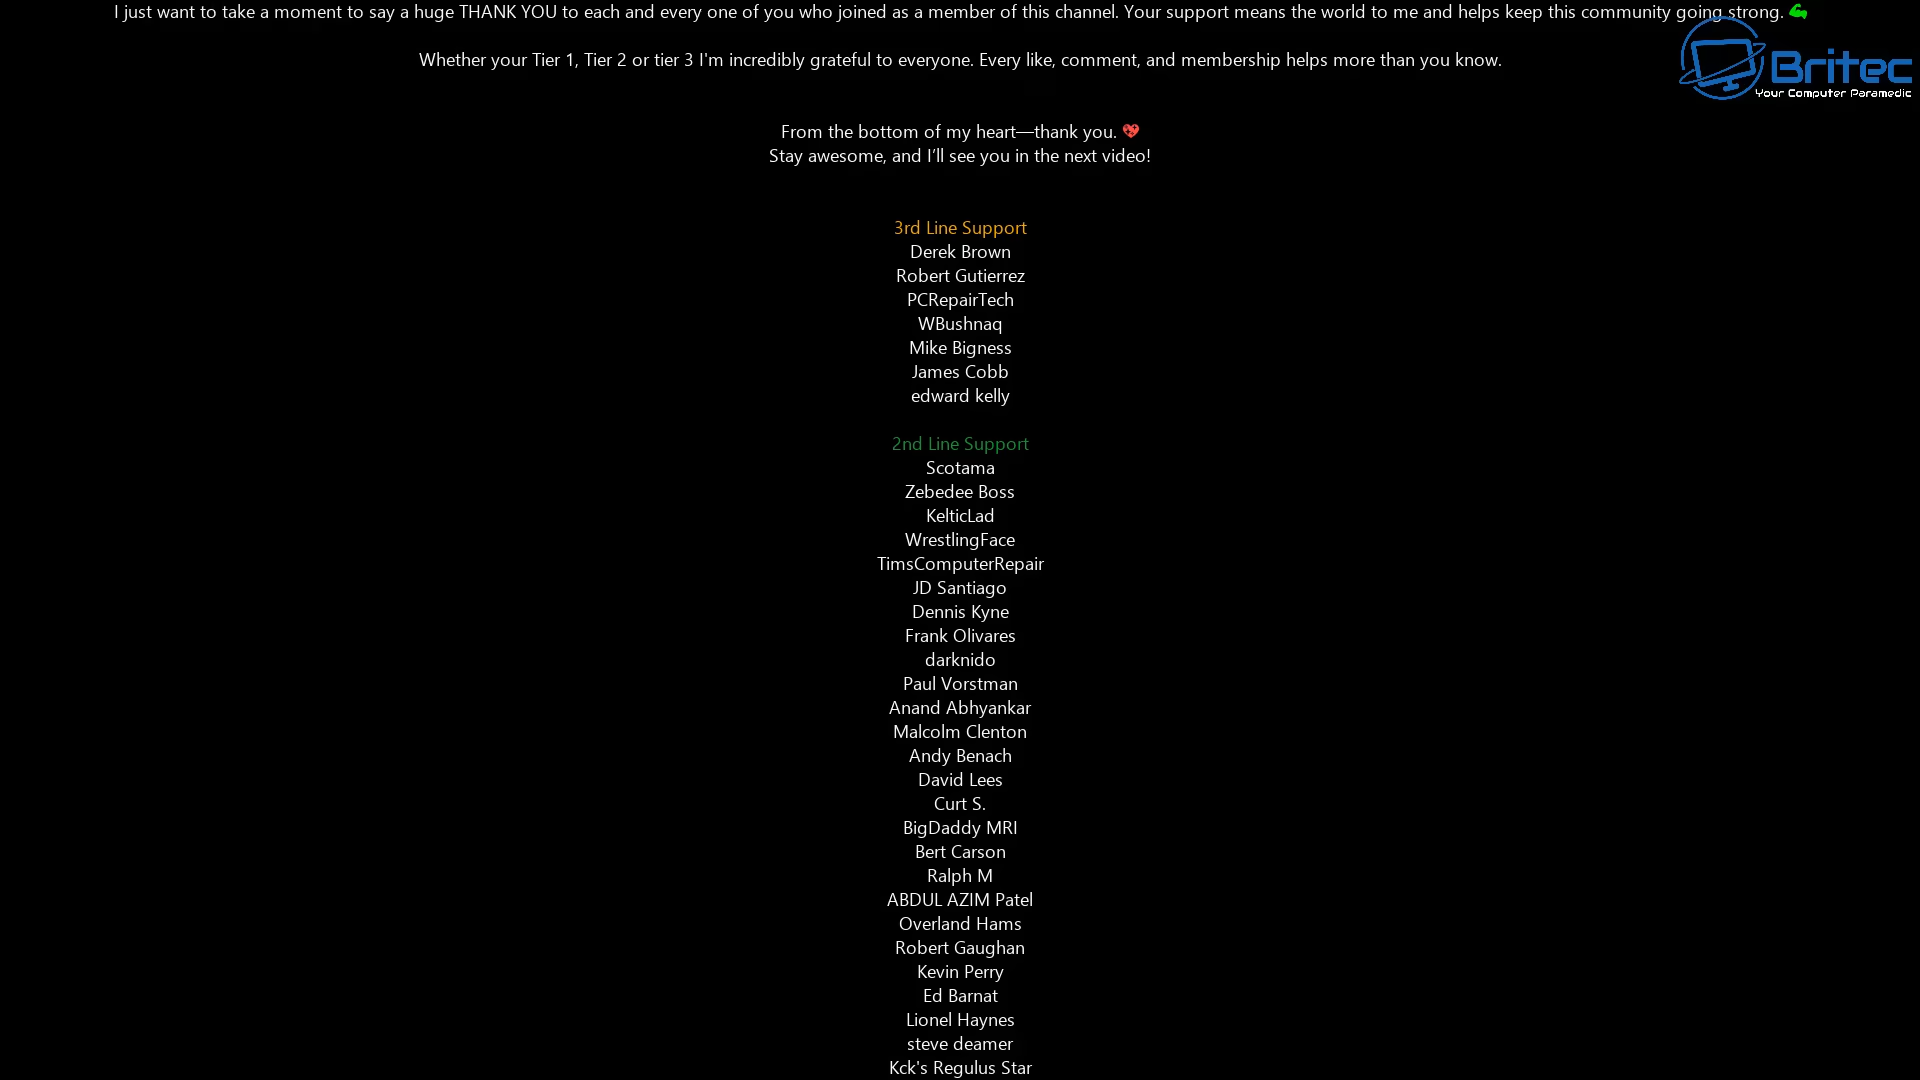 I just want to take a moment to say a huge THANK YOU to each and every one of you who joined as a member of this channel. Your support means the world to me and helps keep this community going strong. 💪
Whether your Tier 1, Tier 2 or tier 3 I'm incredibly grateful to everyone. Every like, comment, and membership helps more than you know.
Britec
Your Computer Paramedic
From the bottom of my heart—thank you. 💖
Stay awesome, and I’ll see you in the next video!
3rd Line Support
Derek Brown
Robert Gutierrez
PCRepairTech
WBushnaq
Mike Bigness
James Cobb
edward kelly
2nd Line Support
Scotama
Zebedee Boss
KelticLad
WrestlingFace
TimsComputerRepair
JD Santiago
Dennis Kyne
Frank Olivares
darknido
Paul Vorstman
Anand Abhyankar
Malcolm Clenton
Andy Benach
David Lees
Curt S.
BigDaddy MRI
Bert Carson
Ralph M
ABDUL AZIM Patel
Overland Hams
Robert Gaughan
Kevin Perry
Ed Barnat
Lionel Haynes
steve deamer
Kck's Regulus Star